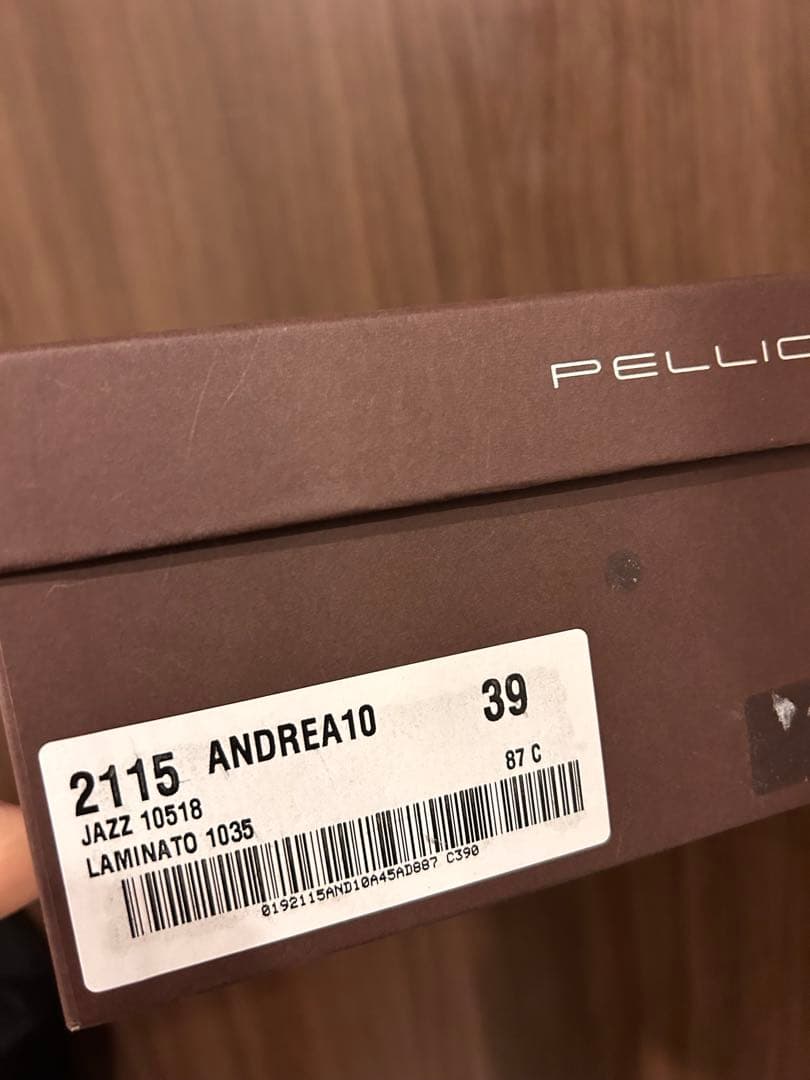 PELLIC
2115 ANDREA10 39
JAZZ 10518
LAMINATO 1035 87 C
0192115AND10A45AD887 C390